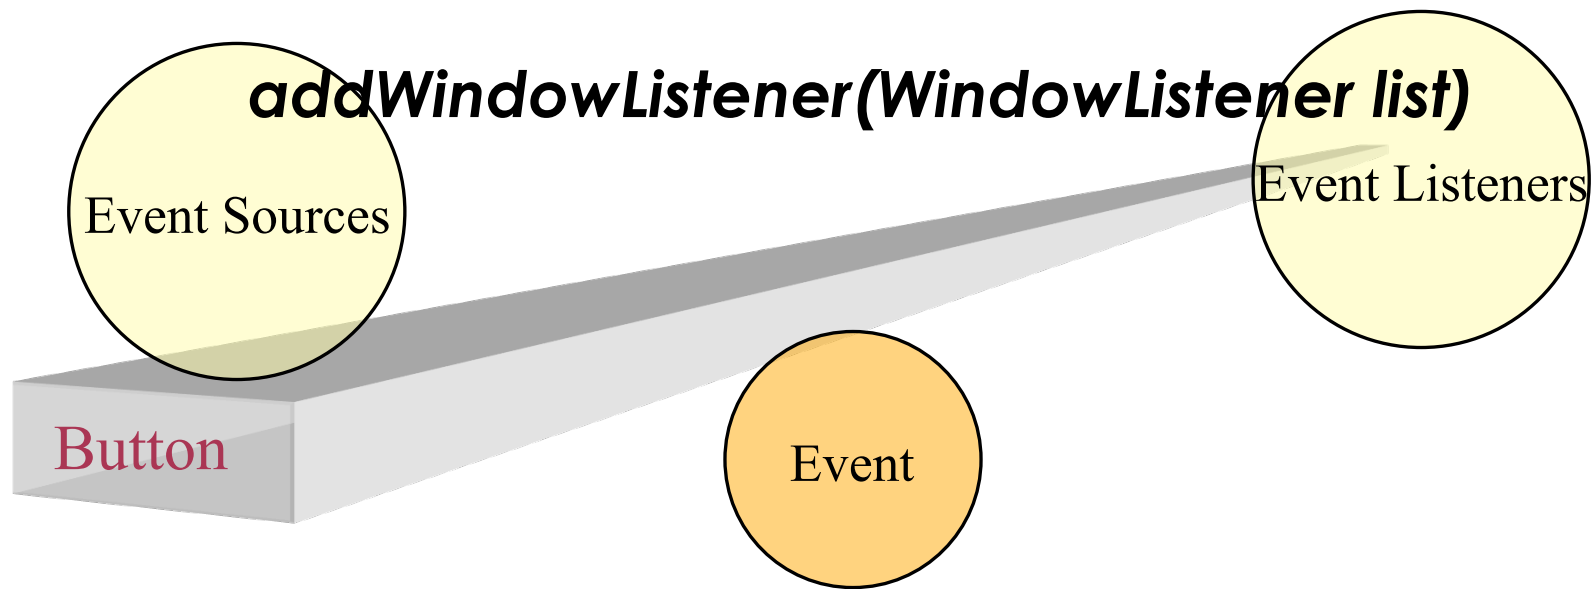 addWindowListener(WindowListener list)
Event Sources
Event Listeners
Button
Event